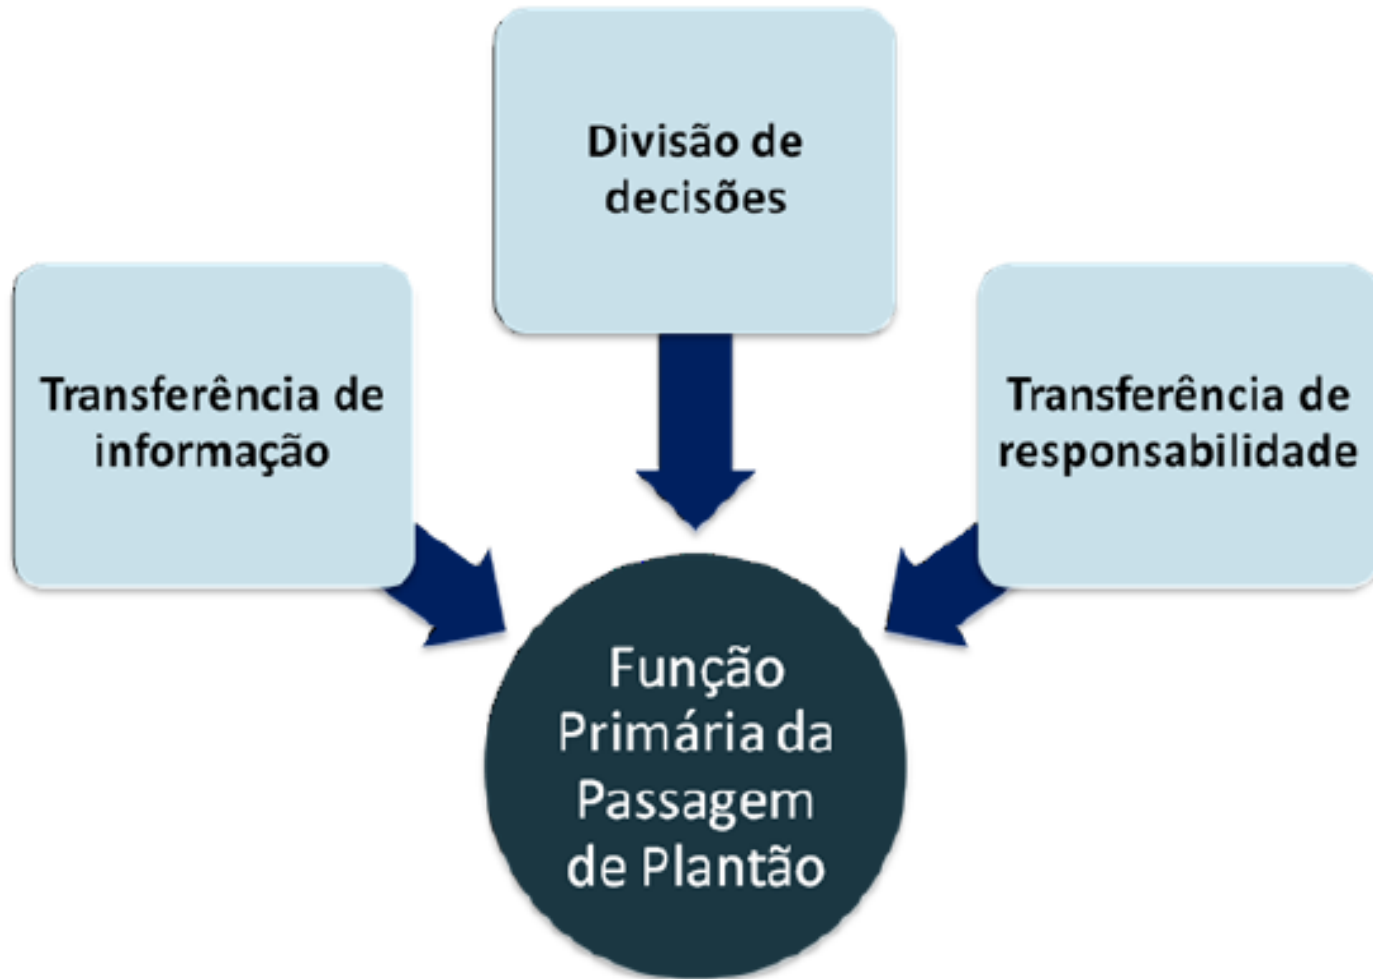 Divisão de
decisões
Transferência de
informação
Transferência de
responsabilidade
Função
Primária da
Passagem
de Plantão